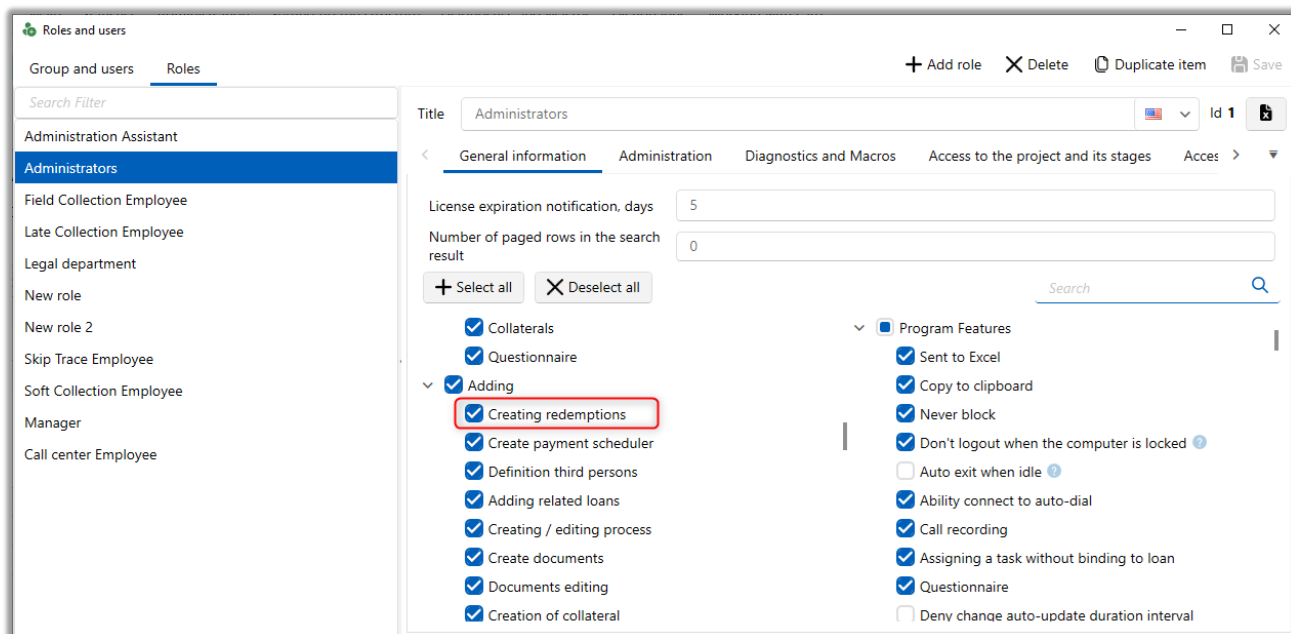 Roles and users
Group and users
Roles
Add role
Delete
Duplicate item
Save
Search Filter
Administration Assistant
Administrators
Field Collection Employee
Late Collection Employee
Legal department
New role
New role 2
Skip Trace Employee
Soft Collection Employee
Manager
Call center Employee
Title
Administrators
Id 1
General information
Administration
Diagnostics and Macros
Access to the project and its stages
Acces
License expiration notification, days
5
Number of paged rows in the search
result
0
Select all
Deselect all
Search
Collaterals
Questionnaire
Adding
Creating redemptions
Create payment scheduler
Definition third persons
Adding related loans
Creating / editing process
Create documents
Documents editing
Creation of collateral
Program Features
Sent to Excel
Copy to clipboard
Never block
Don't logout when the computer is locked
Auto exit when idle
Ability connect to auto-dial
Call recording
Assigning a task without binding to loan
Questionnaire
Deny change auto-update duration interval